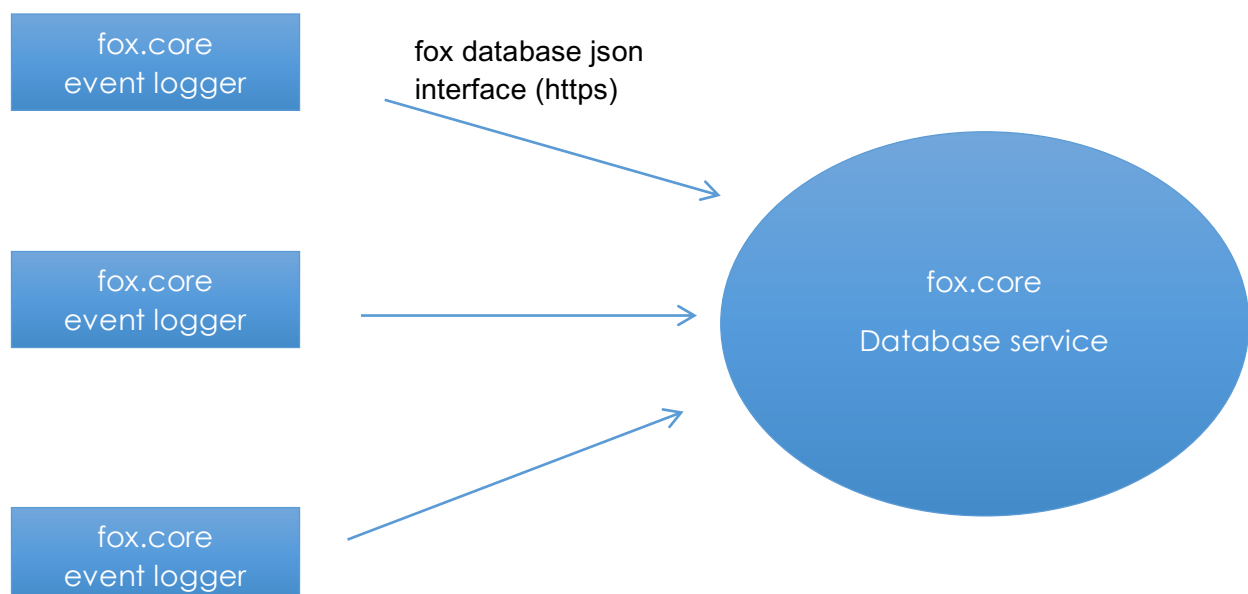 fox.core
event logger
fox database json
interface (https)
fox.core
event logger
fox.core
Database service
fox.core
event logger